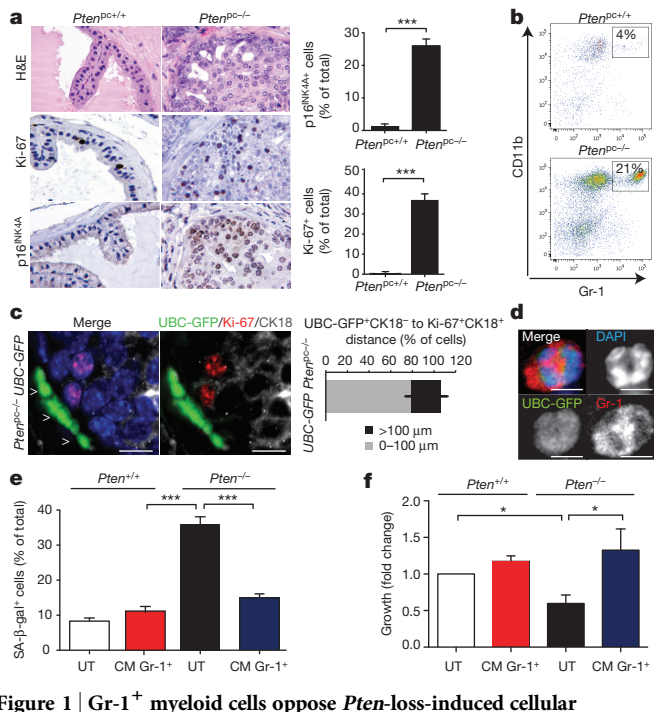 a
Pten^pc+/+ Pten^pc−/−
H&E
Ki-67
p16^INK4A
p16^INK4A+ cells
(% of total)
40
30
20
10
0
***
Pten^pc+/+ Pten^pc−/−
Ki-67+ cells
(% of total)
50
40
30
20
10
0
***
Pten^pc+/+ Pten^pc−/−
b
Pten^pc+/+
4%
Pten^pc−/−
21%
CD11b
Gr-1
c
Pten^pc−/− UBC-GFP
Merge
UBC-GFP/Ki-67/CK18
> > >
UBC-GFP+CK18− to Ki-67+CK18+
distance (% of cells)
0 20 40 60 80 100 120
UBC-GFP Pten^pc−/−
>100 μm
0–100 μm
d
Merge DAPI
UBC-GFP Gr-1
e
Pten+/+ Pten−/−
*** ***
SA-β-gal+ cells (% of total)
40
30
20
10
0
UT CM Gr-1+ UT CM Gr-1+
f
Pten+/+ Pten−/−
* *
Growth (fold change)
2.0
1.5
1.0
0.5
0
UT CM Gr-1+ UT CM Gr-1+
Figure 1 | Gr-1+ myeloid cells oppose Pten-loss-induced cellular